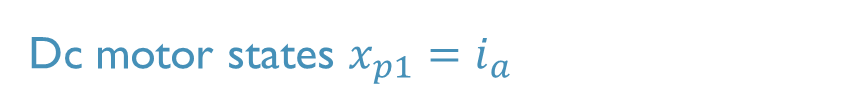 Dc motor states $x_{p1} = i_a$